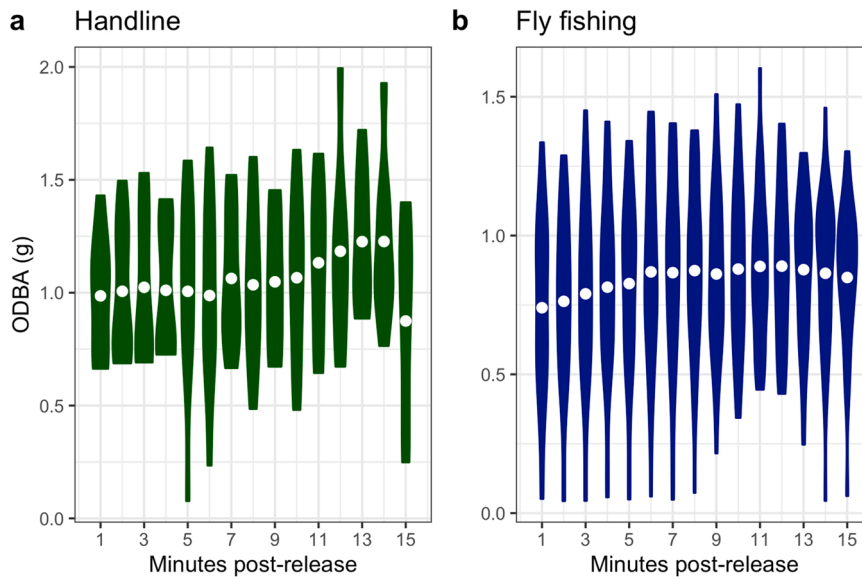 a Handline
b Fly fishing
ODBA (g)
2.0
1.5
1.0
0.5
0.0
1 3 5 7 9 11 13 15
Minutes post-release
1.5
1.0
0.5
0.0
1 3 5 7 9 11 13 15
Minutes post-release